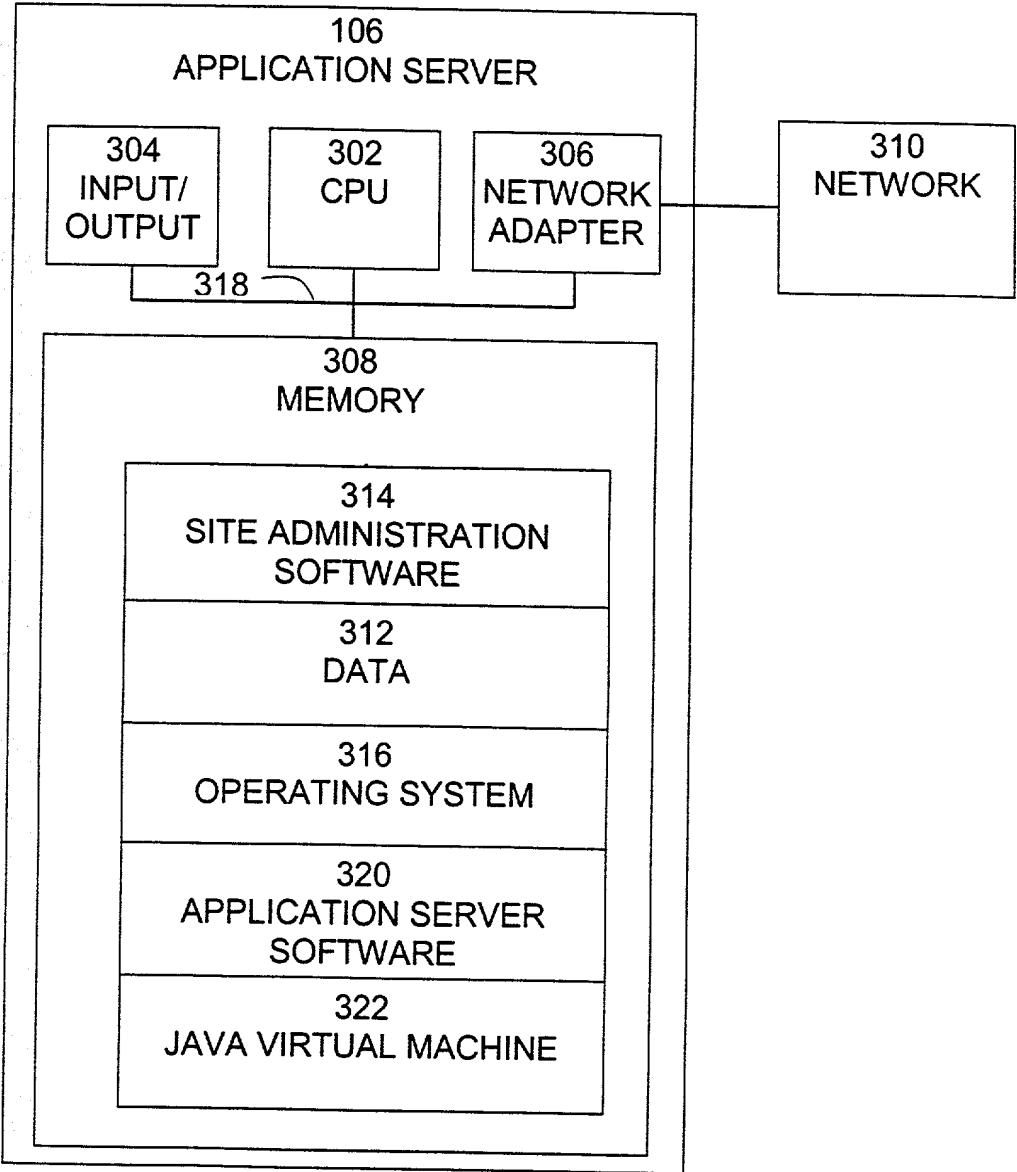 106
APPLICATION SERVER
304
INPUT/
OUTPUT
302
CPU
306
NETWORK
ADAPTER
310
NETWORK
318
308
MEMORY
314
SITE ADMINISTRATION
SOFTWARE
312
DATA
316
OPERATING SYSTEM
320
APPLICATION SERVER
SOFTWARE
322
JAVA VIRTUAL MACHINE